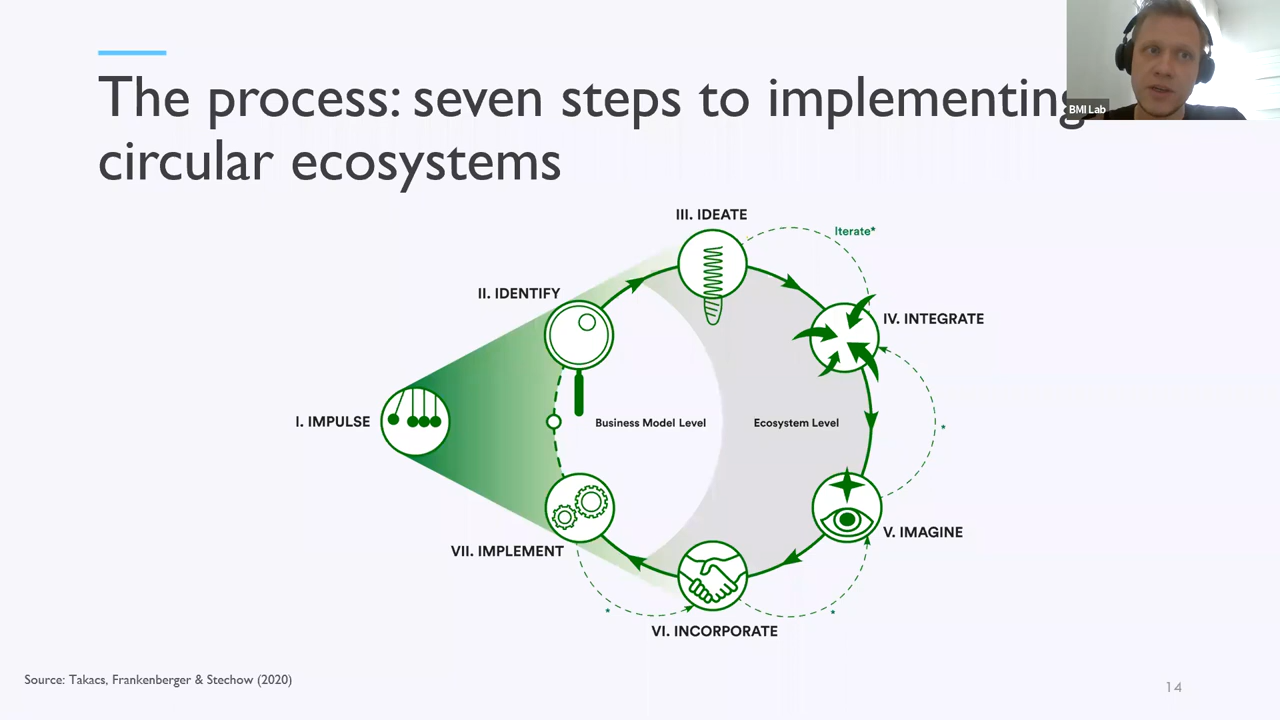 The process: seven steps to implementing
circular ecosystems
BMI Lab
III. IDEATE
Iterate*
II. IDENTIFY
IV. INTEGRATE
I. IMPULSE
Business Model Level
Ecosystem Level
*
V. IMAGINE
VII. IMPLEMENT
*
*
VI. INCORPORATE
Source: Takacs, Frankenberger & Stechow (2020)
14